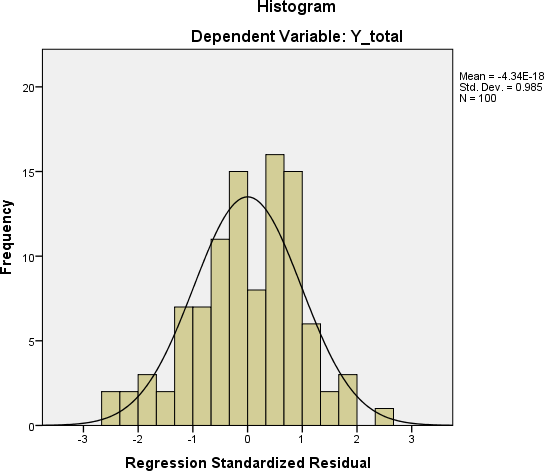 Histogram
Dependent Variable: Y_total
Mean = -4.34E-18
Std. Dev. = 0.985
N = 100
20
15
10
5
0
Frequency
-3 -2 -1 0 1 2 3
Regression Standardized Residual